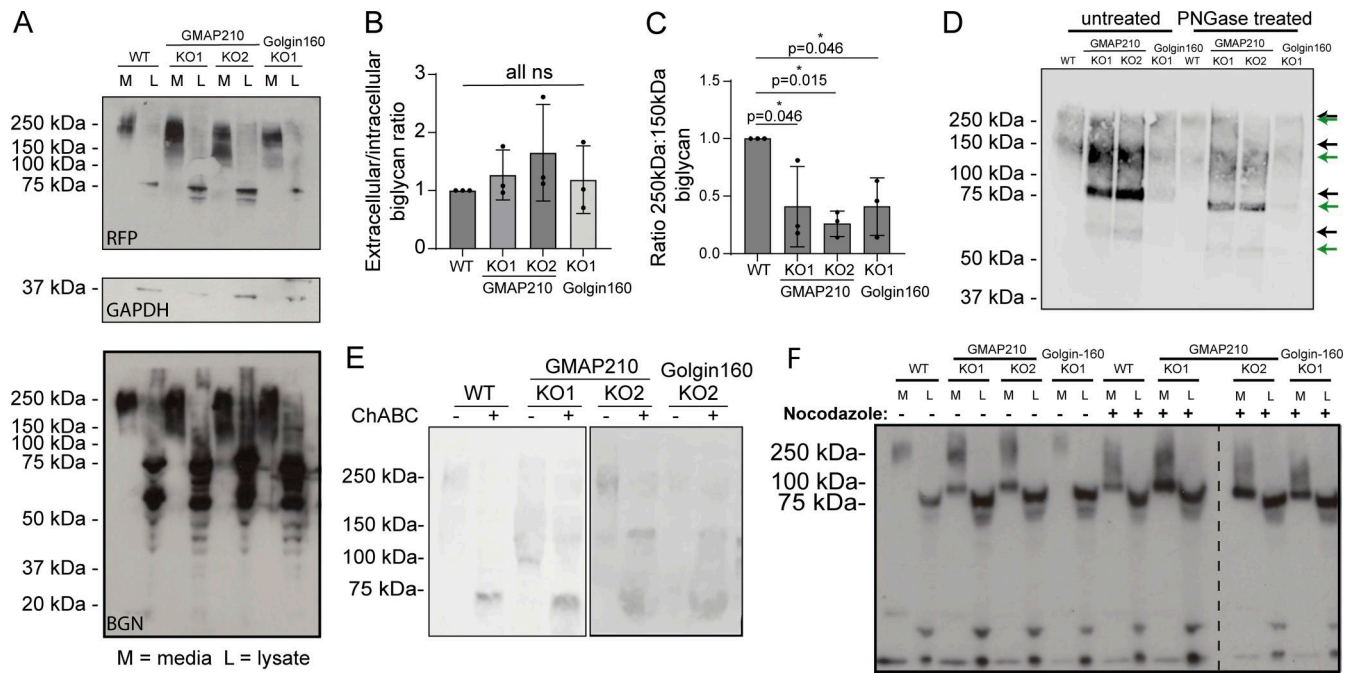 A
GMAP210
Golgin160
WT KO1 KO2 KO1
M L M L M L M L
250 kDa -
150 kDa -
100 kDa -
75 kDa -
RFP
37 kDa -
GAPDH
250 kDa -
150 kDa -
100 kDa -
75 kDa -
50 kDa -
37 kDa -
20 kDa -
BGN
M = media L = lysate
B
Extracellular/intracellular
biglycan ratio
all ns
3
2
1
0
WT KO1 KO2 KO1
GMAP210 Golgin160
C
Ratio 250kDa:150kDa
biglycan
*
p=0.046
*
p=0.015
*
p=0.046
1.5
1.0
0.5
0.0
WT KO1 KO2 KO1
GMAP210 Golgin160
D
untreated PNGase treated
GMAP210 Golgin160 GMAP210 Golgin160
WT KO1 KO2 KO1 WT KO1 KO2 KO1
250 kDa -
150 kDa -
100 kDa -
75 kDa -
50 kDa -
37 kDa -
E
GMAP210 Golgin160
WT KO1 KO2 KO2
ChABC - + - + - + - +
250 kDa-
150 kDa-
100 kDa-
75 kDa-
F
GMAP210 Golgin-160 GMAP210 Golgin-160
WT KO1 KO2 KO1 WT KO1 KO2 KO1
M L M L M L M L M L M L M L M L
Nocodazole: - - - - - - - - + + + + + + + +
250 kDa-
100 kDa-
75 kDa-